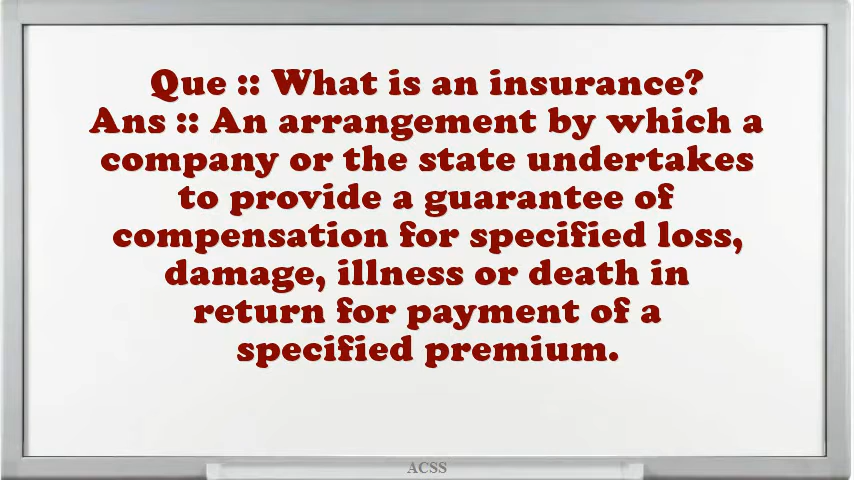 Que :: What is an insurance?
Ans :: An arrangement by which a
company or the state undertakes
to provide a guarantee of
compensation for specified loss,
damage, illness or death in
return for payment of a
specified premium.
ACSS